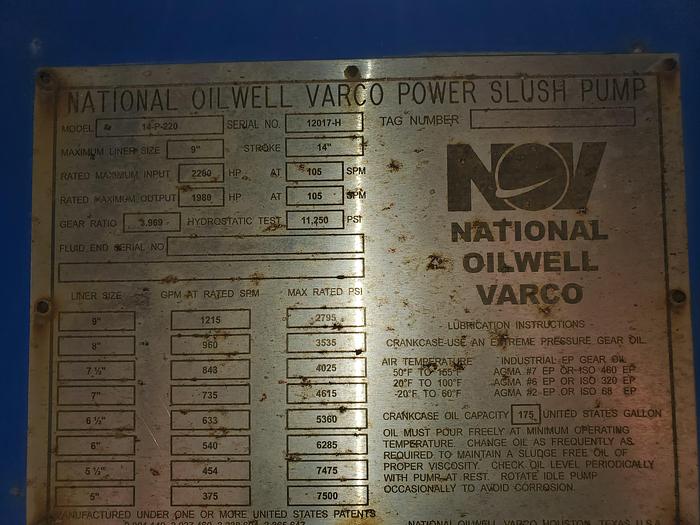 NATIONAL OILWELL VARCO POWER SLUSH PUMP
MODEL 14-P-220 SERIAL NO. 12017-H TAG NUMBER
MAXIMUM LINER SIZE 9" STROKE 14"
RATED MAXIMUM INPUT 2200 HP AT 105 SPM
RATED MAXIMUM OUTPUT 1980 HP AT 105 SPM
GEAR RATIO 3.969 HYDROSTATIC TEST 11,250 PSI
FLUID END SERIAL NO
NOV
NATIONAL
OILWELL
VARCO
LINER SIZE GPM AT RATED SPM MAX RATED PSI
9" 1215 2795
8" 960 3535
7 ½" 843 4025
7" 735 4615
6 ½" 633 5360
6" 540 6285
5 ½" 454 7475
5" 375 7500
LUBRICATION INSTRUCTIONS
CRANKCASE-USE AN EXTREME PRESSURE GEAR OIL.
AIR TEMPERATURE INDUSTRIAL EP GEAR OIL
50°F TO 155°F AGMA #7 EP OR ISO 460 EP
20°F TO 100°F AGMA #6 EP OR ISO 320 EP
-20°F TO 60°F AGMA #2 EP OR ISO 68 EP
CRANKCASE OIL CAPACITY 175 UNITED STATES GALLON
OIL MUST POUR FREELY AT MINIMUM OPERATING
TEMPERATURE. CHANGE OIL AS FREQUENTLY AS
REQUIRED TO MAINTAIN A SLUDGE FREE OIL OF
PROPER VISCOSITY. CHECK OIL LEVEL PERIODICALLY
WITH PUMP AT REST. ROTATE IDLE PUMP
OCCASIONALLY TO AVOID CORROSION.
MANUFACTURED UNDER ONE OR MORE UNITED STATES PATENTS
NATIONAL OILWELL VARCO HOUSTON